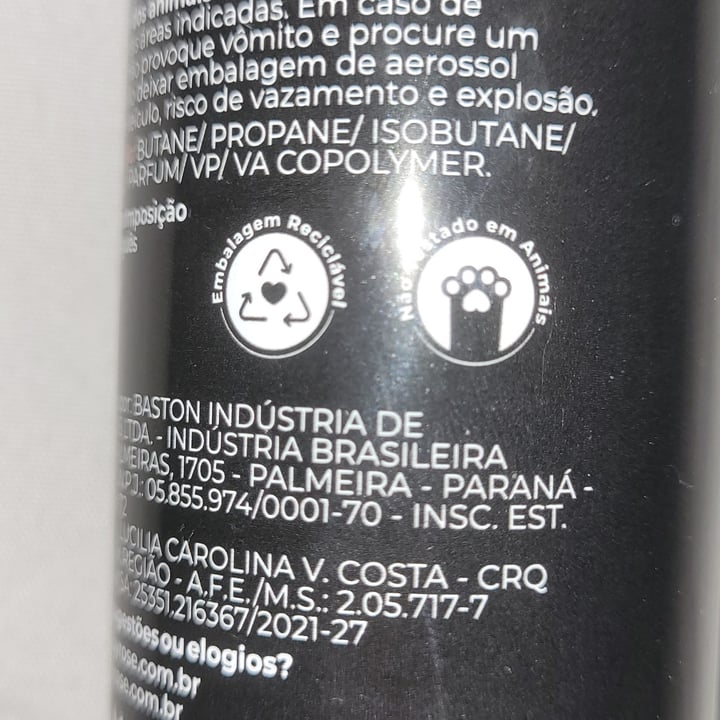 áreas indicadas. Em caso de
provoque vômito e procure um
deixar embalagem de aerossol
risco de vazamento e explosão.
BUTANE/ PROPANE/ ISOBUTANE/
PARFUM/ VP/ VA COPOLYMER.
Embalagem Reciclável
em Animais
BASTON INDÚSTRIA DE
LTDA. - INDÚSTRIA BRASILEIRA
1705 - PALMEIRA - PARANÁ -
05.855.974/0001-70 - INSC. EST.
CAROLINA V. COSTA - CRQ
REGIÃO - A.F.E./M.S.: 2.05.717-7
25351.216367/2021-27
ou elogios?